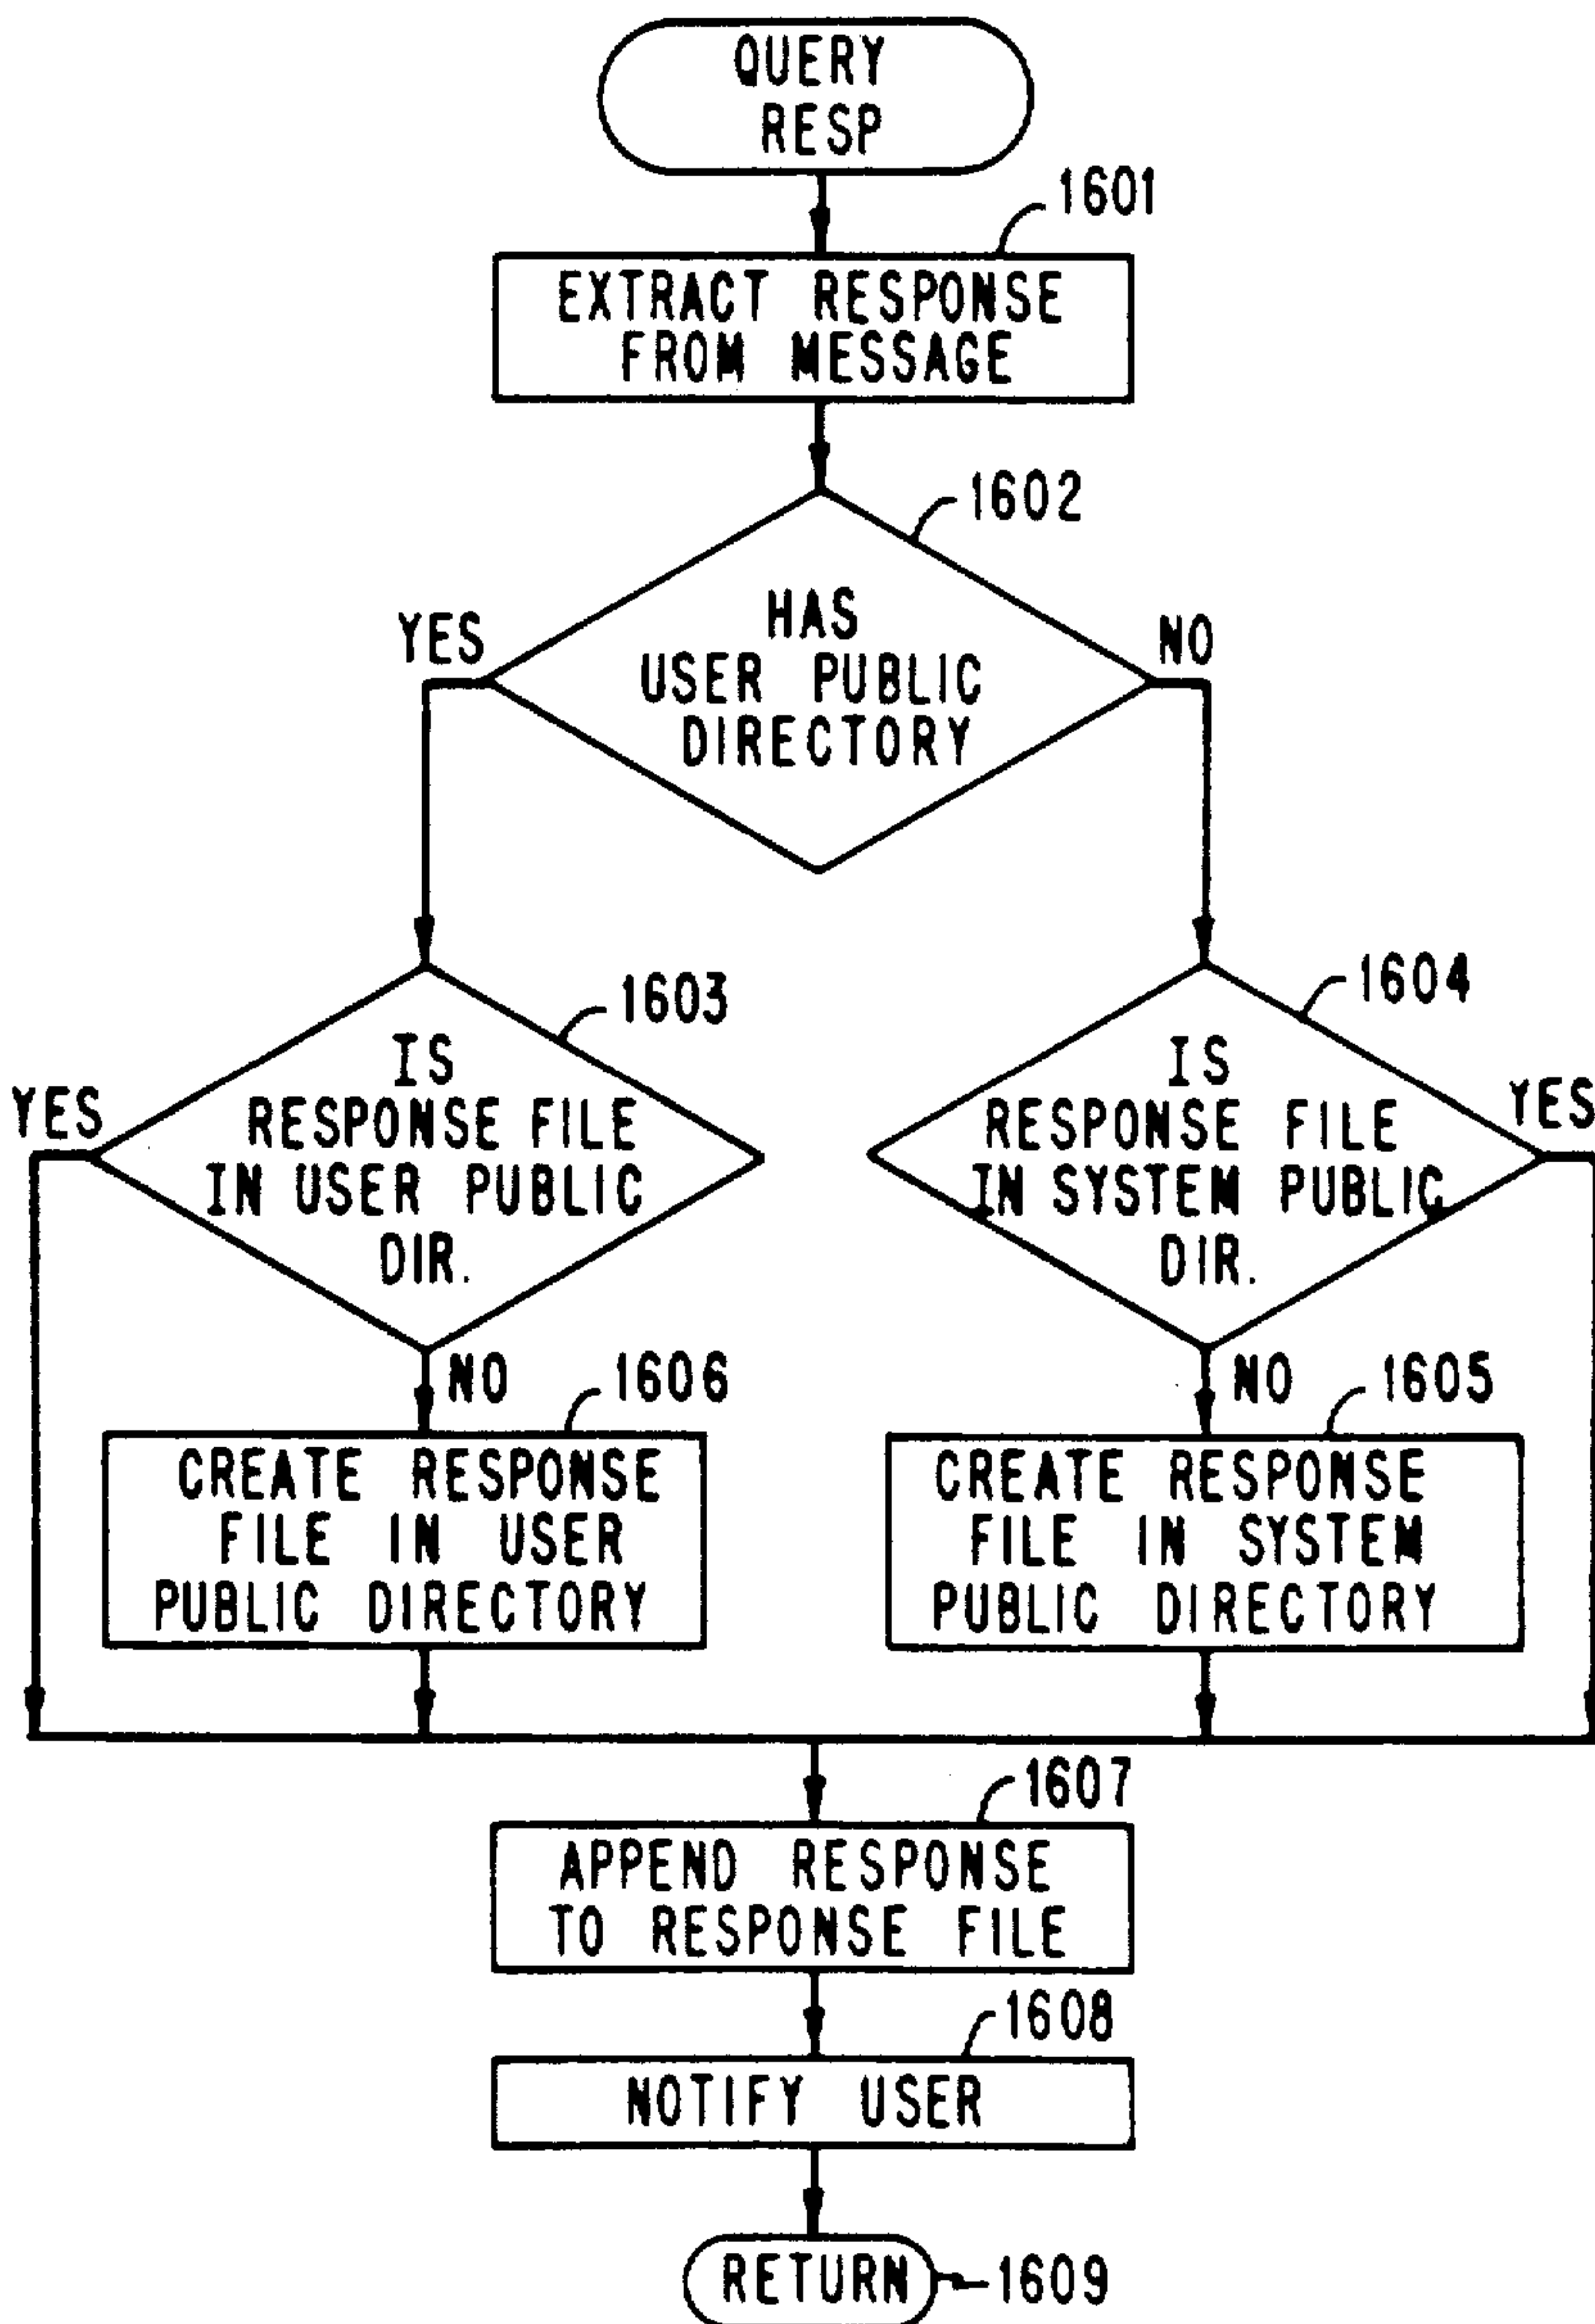 QUERY
RESP
1601
EXTRACT RESPONSE
FROM MESSAGE
1602
YES
HAS
USER PUBLIC
DIRECTORY
NO
1603
1604
YES
IS
RESPONSE FILE
IN USER PUBLIC
DIR.
IS
RESPONSE FILE
IN SYSTEM PUBLIC
DIR.
YES
NO
1606
NO
1605
CREATE RESPONSE
FILE IN USER
PUBLIC DIRECTORY
CREATE RESPONSE
FILE IN SYSTEM
PUBLIC DIRECTORY
1607
APPEND RESPONSE
TO RESPONSE FILE
1608
NOTIFY USER
RETURN
1609